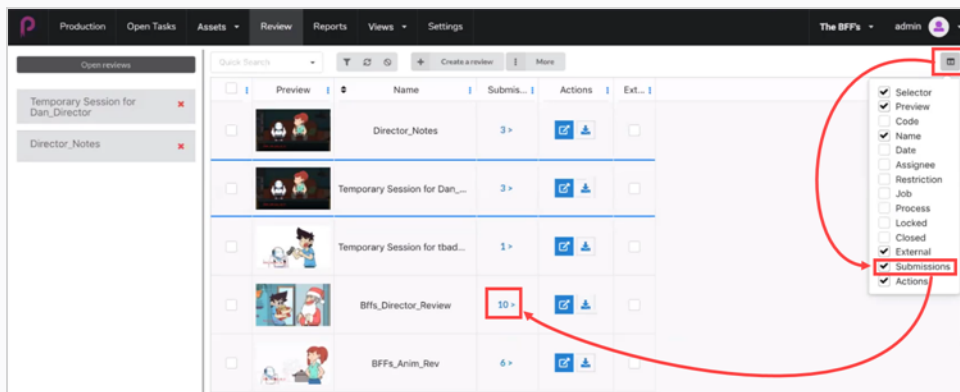 Production Open Tasks Assets Review Reports Views Settings The BFF's admin
Open reviews
Quick Search
Create a review
More
Temporary Session for
Dan_Director
Director_Notes
Preview Name Submis... Actions Ext...
Director_Notes 3 >
Temporary Session for Dan_... 3 >
Temporary Session for tbad... 1 >
Bffs_Director_Review 10 >
BFFs_Anim_Rev 6 >
Selector
Preview
Code
Name
Date
Assignee
Restriction
Job
Process
Locked
Closed
External
Submissions
Actions